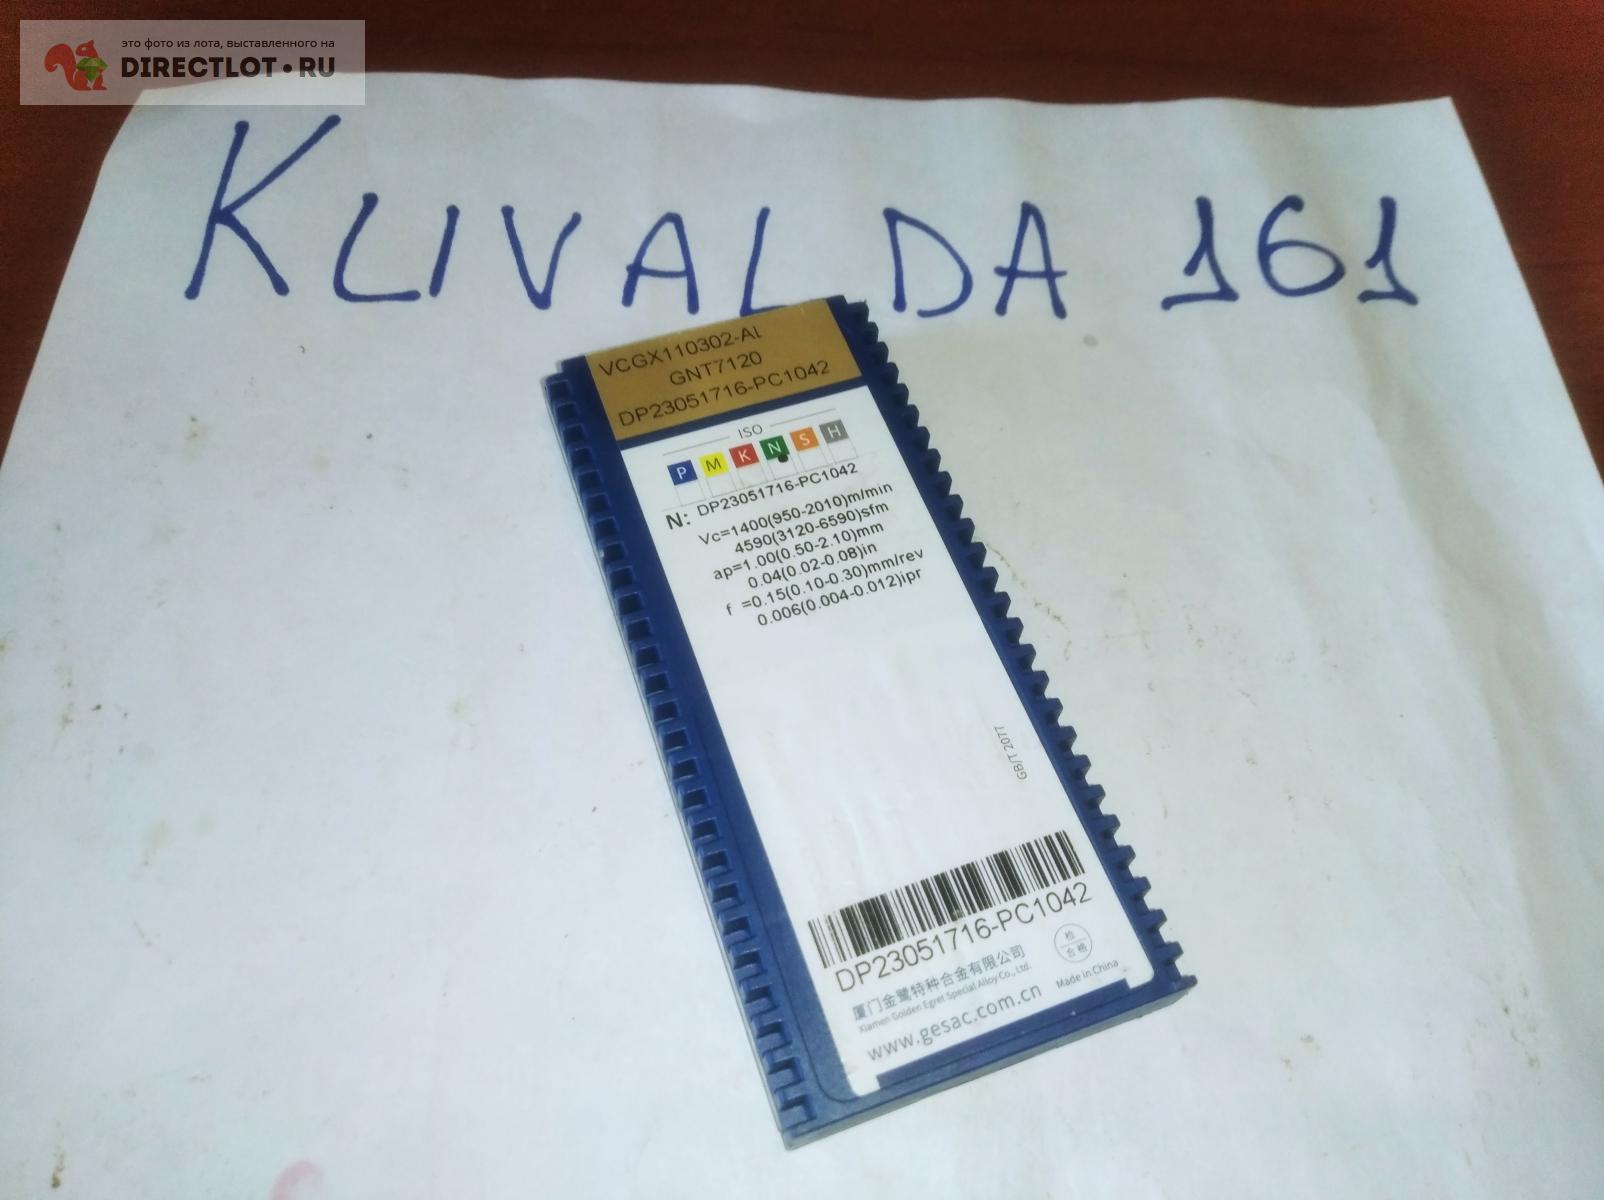 это фото из лота, выставленного на
DIRECTLOT•RU
KLIVALDA 161
VCGX110302-AL
GNT7120
DP23051716-PC1042
ISO
P M K N S H
N: DP23051716-PC1042
Vc=1400(950-2010)m/min
4590(3120-6590)sfm
ap=1.00(0.50-2.10)mm
0.04(0.02-0.08)in
f =0.15(0.10-0.30)mm/rev
0.006(0.004-0.012)ipr
GB/T 2077
DP23051716-PC1042
厦门金鹭特种合金有限公司
Xiamen Golden Egret Special Alloy Co., Ltd.
检
合格
www.gesac.com.cn
Made in China